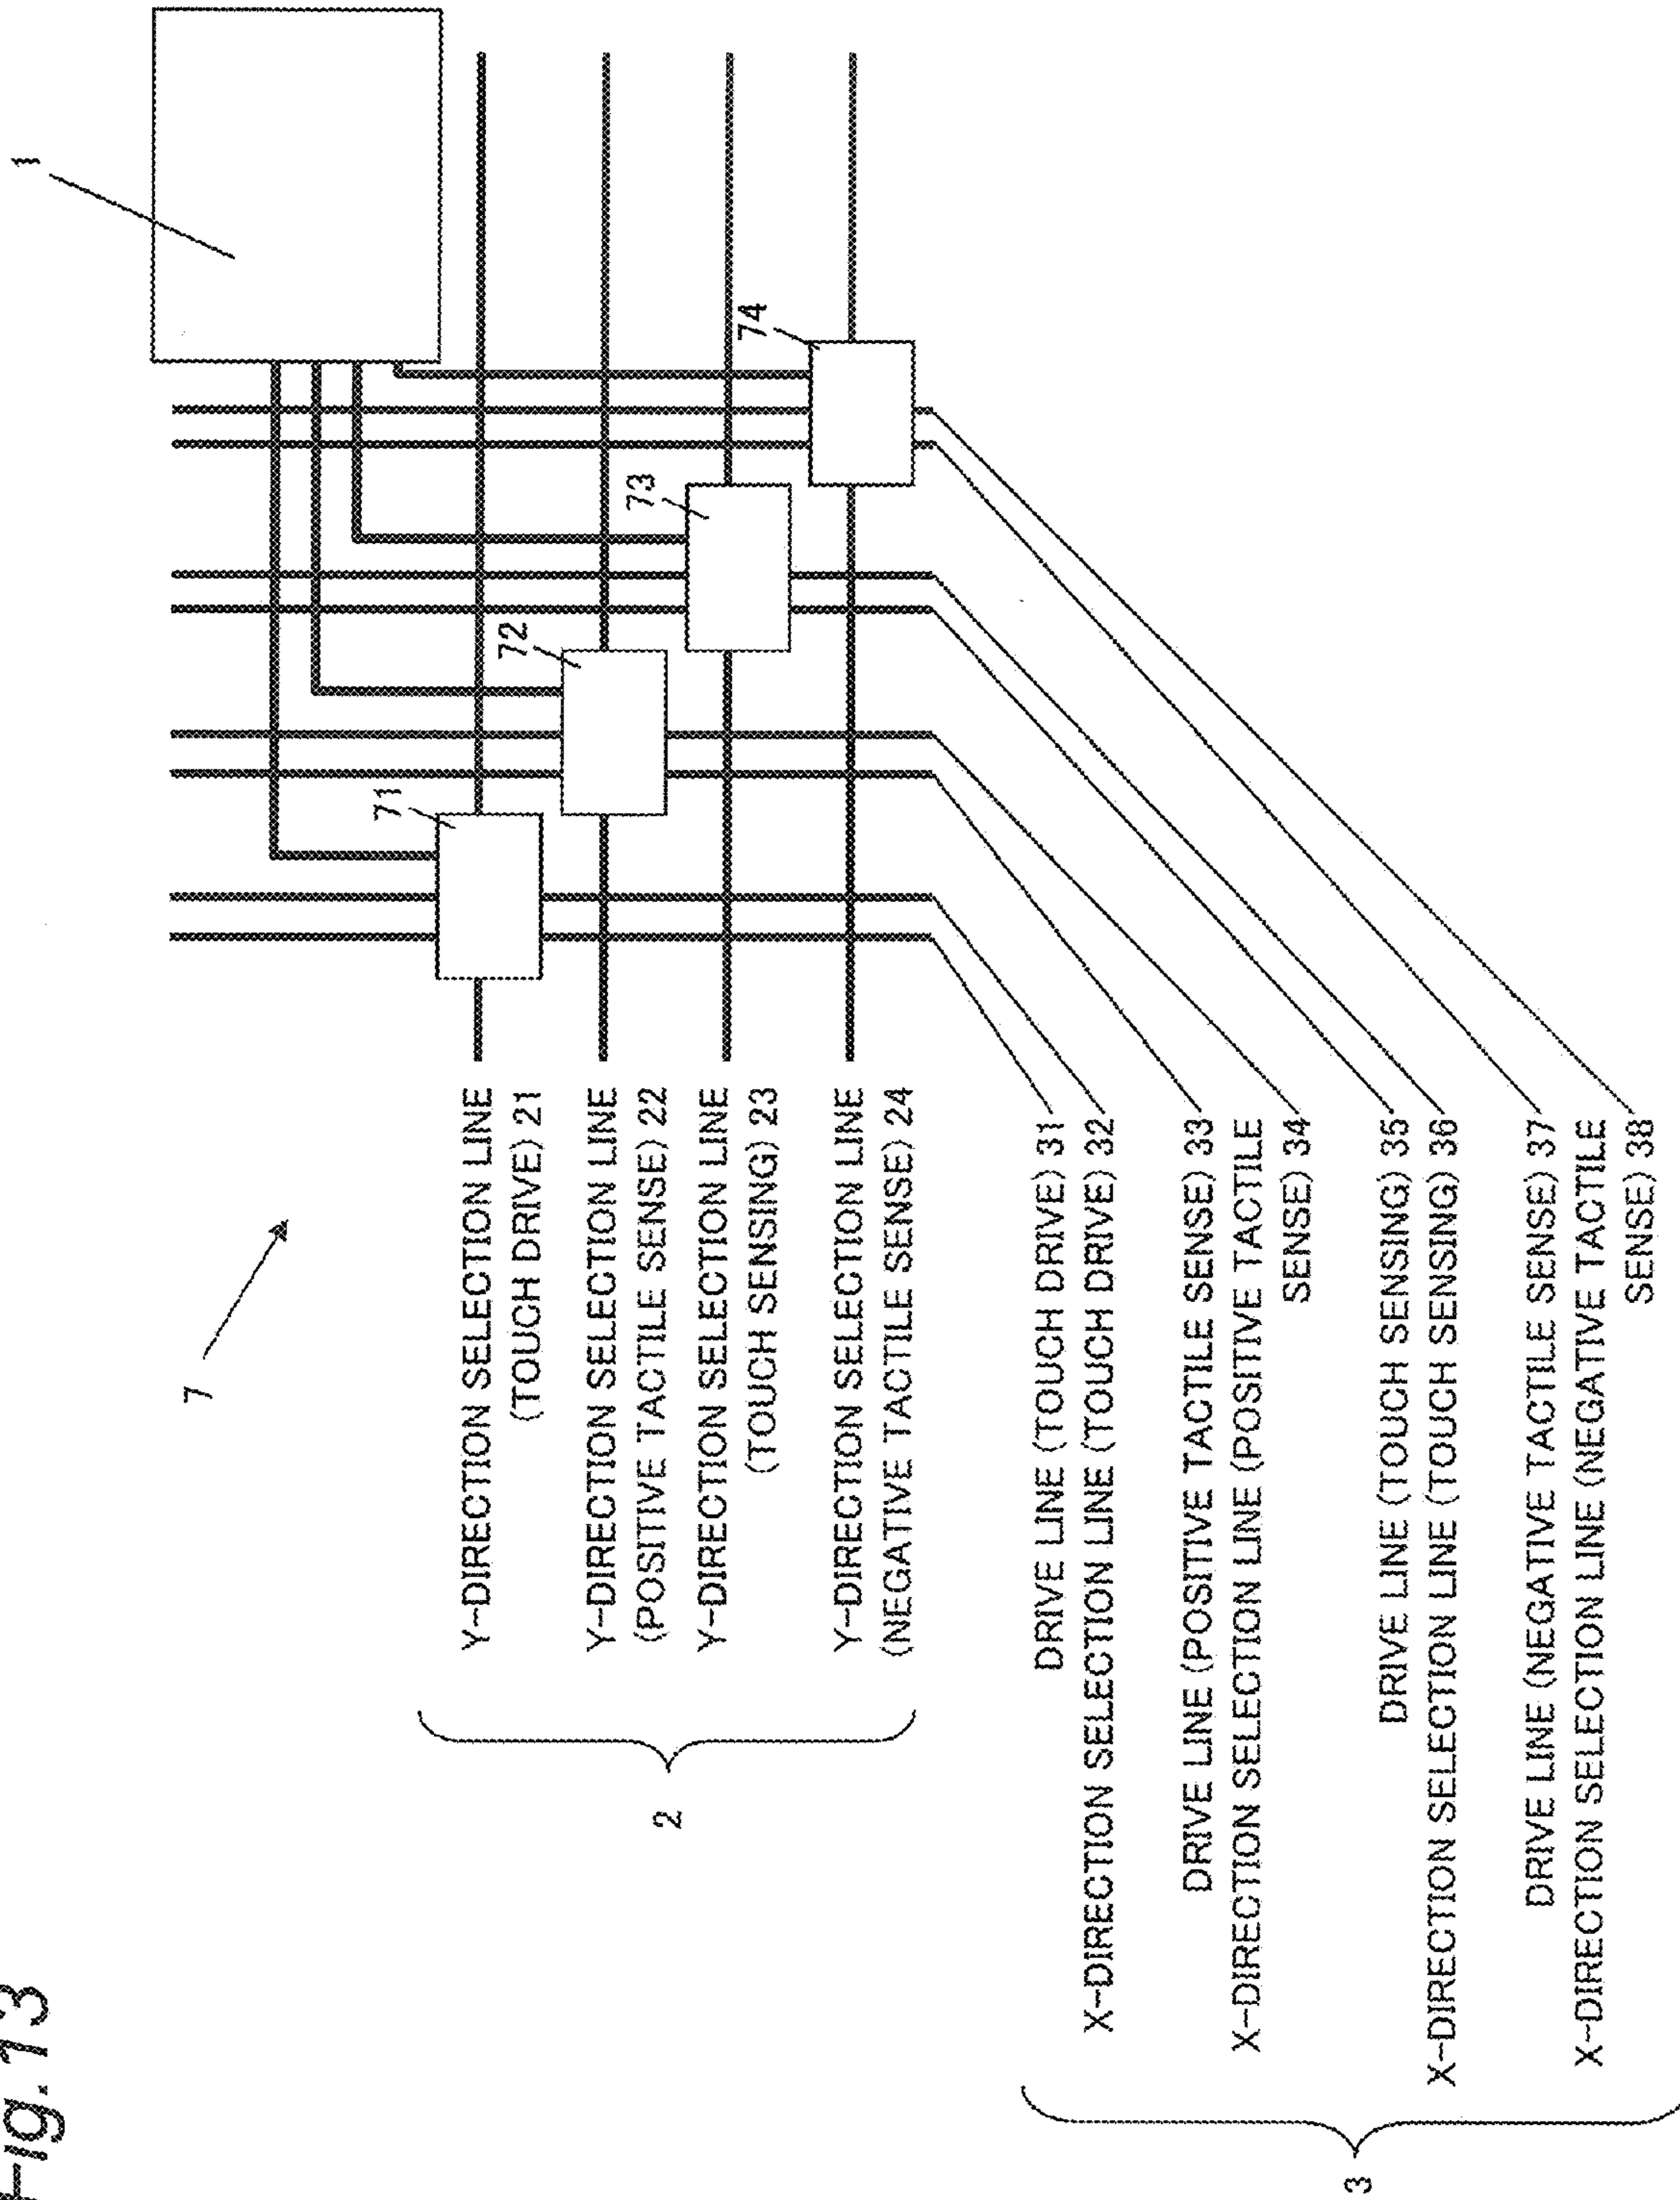 Fig. 13
7
1
71
72
73
74
Y-DIRECTION SELECTION LINE
(TOUCH DRIVE) 21
Y-DIRECTION SELECTION LINE
(POSITIVE TACTILE SENSE) 22
Y-DIRECTION SELECTION LINE
(TOUCH SENSING) 23
Y-DIRECTION SELECTION LINE
(NEGATIVE TACTILE SENSE) 24
2
DRIVE LINE (TOUCH DRIVE) 31
X-DIRECTION SELECTION LINE (TOUCH DRIVE) 32
DRIVE LINE (POSITIVE TACTILE SENSE) 33
X-DIRECTION SELECTION LINE (POSITIVE TACTILE
SENSE) 34
DRIVE LINE (TOUCH SENSING) 35
X-DIRECTION SELECTION LINE (TOUCH SENSING) 36
DRIVE LINE (NEGATIVE TACTILE SENSE) 37
X-DIRECTION SELECTION LINE (NEGATIVE TACTILE
SENSE) 38
3